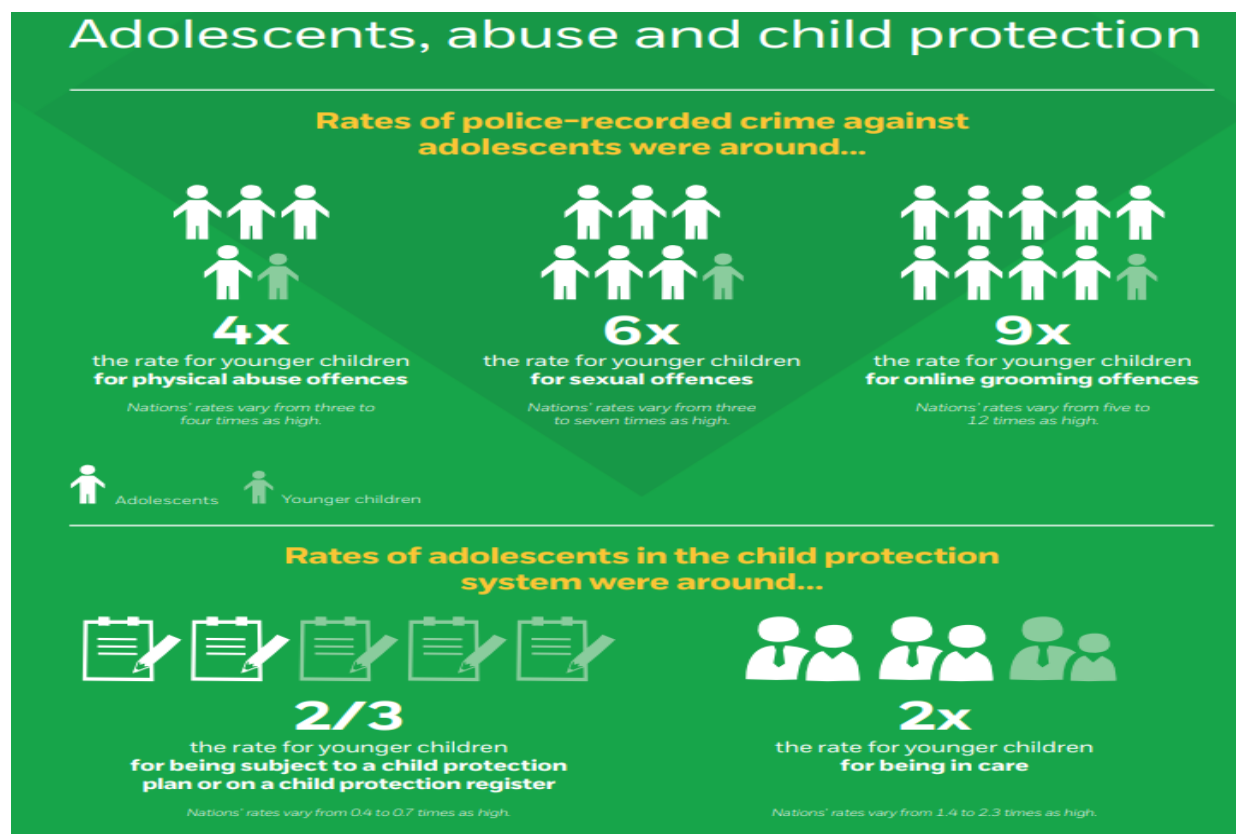 Adolescents, abuse and child protection
Rates of police-recorded crime against
adolescents were around...
4x
the rate for younger children
for physical abuse offences
Nations' rates vary from three to
four times as high.
6x
the rate for younger children
for sexual offences
Nations' rates vary from three
to seven times as high.
9x
the rate for younger children
for online grooming offences
Nations' rates vary from five to
12 times as high.
Adolescents
Younger children
Rates of adolescents in the child protection
system were around...
2/3
the rate for younger children
for being subject to a child protection
plan or on a child protection register
Nations' rates vary from 0.4 to 0.7 times as high.
2x
the rate for younger children
for being in care
Nations' rates vary from 1.4 to 2.3 times as high.